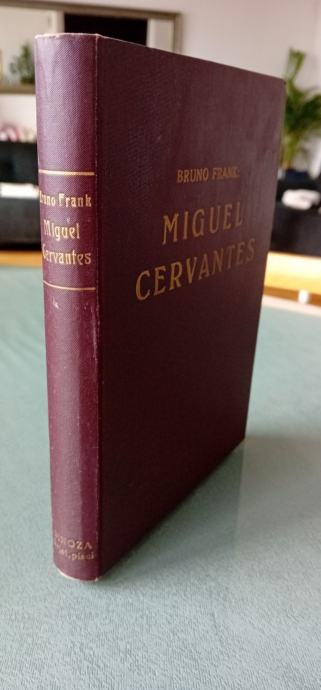 Bruno Frank
Miguel
Cervantes
BRUNO FRANK:
MIGUEL
CERVANTES